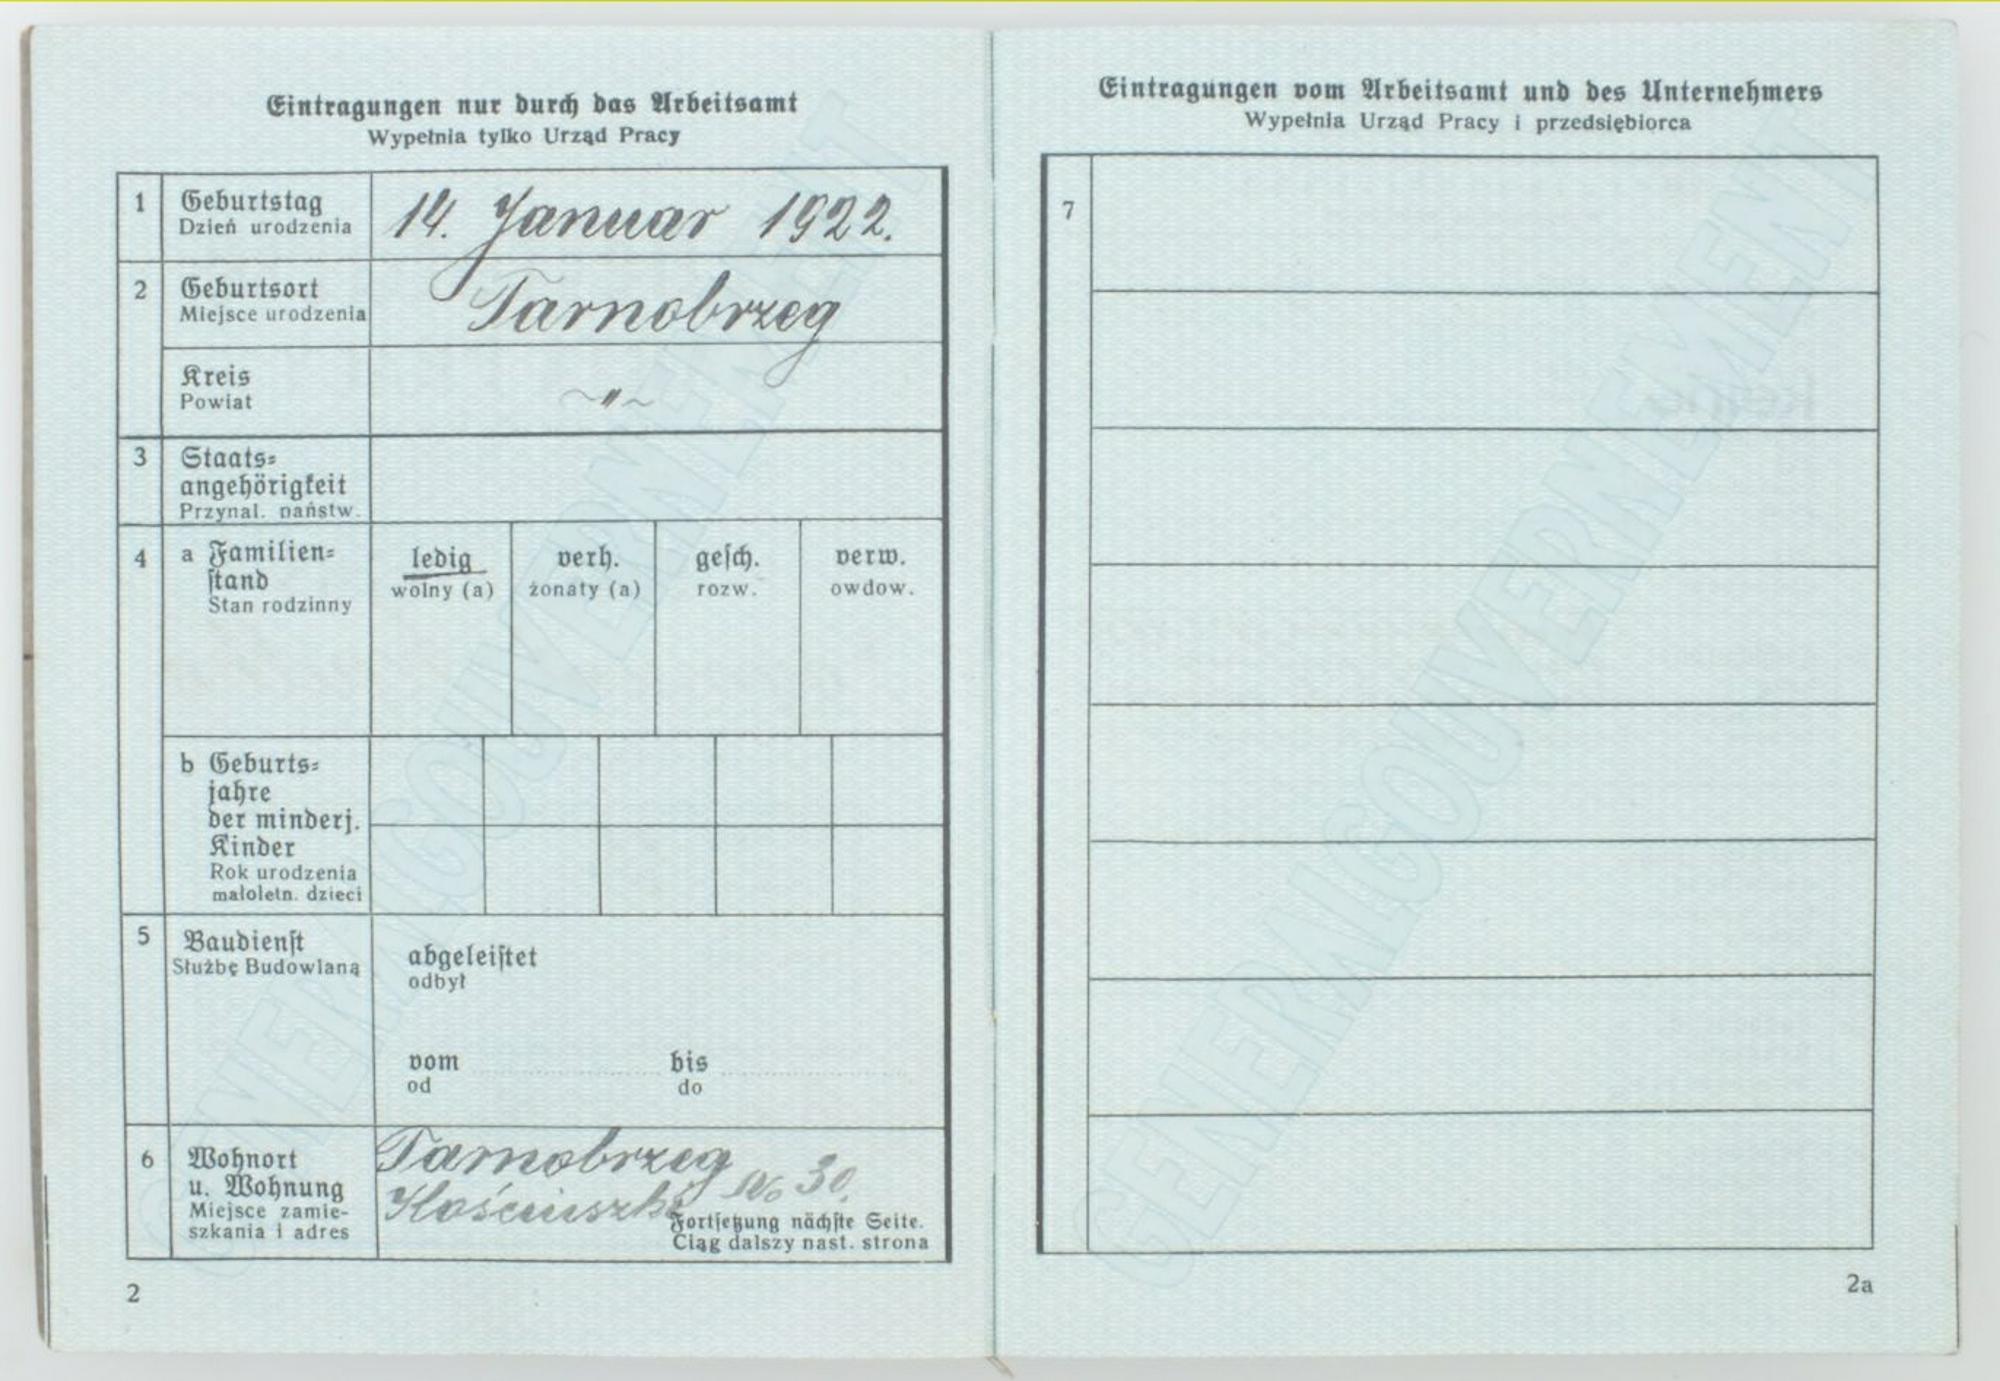 Eintragungen nur durch das Arbeitsamt
Wypełnia tylko Urząd Pracy
1 Geburtstag 14. Januar 1922.
Dzień urodzenia
2 Geburtsort Tarnobrzeg
Miejsce urodzenia
Kreis ~"~
Powiat
3 Staats-
angehörigkeit
Przynal. państw.
4 a Familien-
stand
Stan rodzinny
ledig verh. gesch. verw.
wolny (a) żonaty (a) rozw. owdow.
b Geburts-
jahre
der minderj.
Kinder
Rok urodzenia
małoletn. dzieci
5 Baudienst
Służbę Budowlaną
abgeleistet
odbył
vom bis
od do
6 Wohnort
u. Wohnung
Miejsce zamie-
szkania i adres
Tarnobrzeg
Kościuszki No 30.
Fortsetzung nächste Seite.
Ciąg dalszy nast. strona
2
Eintragungen vom Arbeitsamt und des Unternehmers
Wypełnia Urząd Pracy i przedsiębiorca
7
2a
GENERALGOUVERNEMENT
GENERALGOUVERNEMENT